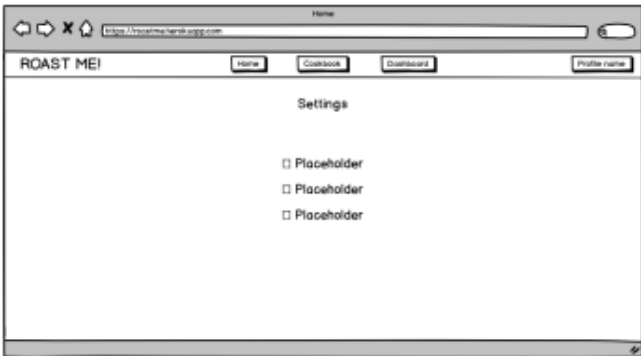 Home
https://roastme.herokuapp.com
ROAST ME!
Home
Cookbook
Dashboard
Profile name
Settings
Placeholder
Placeholder
Placeholder